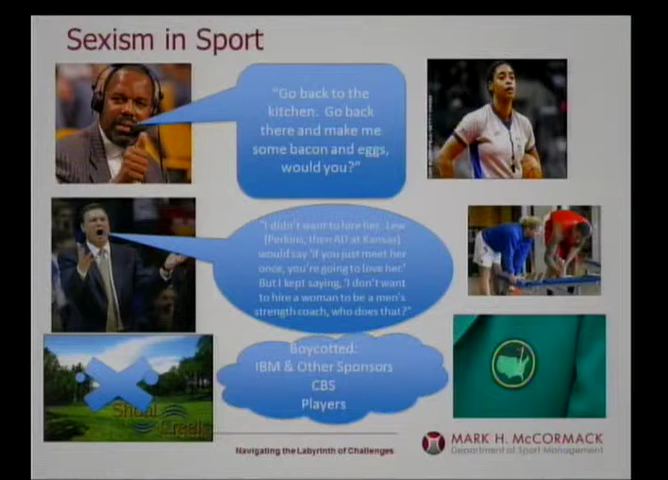 Sexism in Sport
"Go back to the
kitchen. Go back
there and make me
some bacon and eggs,
would you?"
"I didn't want to hire her. Lew
(Perkins, then AD at Kansas)
would say 'if you just meet her
once, you're going to love her.'
But I kept saying, 'I don't want
to hire a woman to be a men's
strength coach, who does that?"
Boycotted:
IBM & Other Sponsors
CBS
Players
Shoal
Creek
Navigating the Labyrinth of Challenges
MARK H. McCORMACK
Department of Sport Management